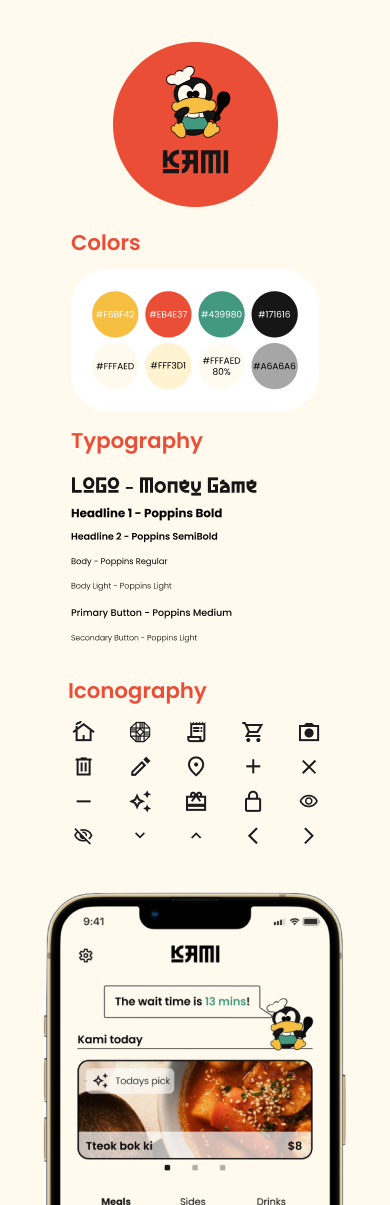 KAMI
Colors
#F6BF42 #EB4E37 #439980 #171616
#FFFAED #FFF3D1 #FFFAED 80% #A6A6A6
Typography
LOGO - Money Game
Headline 1 - Poppins Bold
Headline 2 - Poppins SemiBold
Body - Poppins Regular
Body Light - Poppins Light
Primary Button - Poppins Medium
Secondary Button - Poppins Light
Iconography
9:41
KAMI
The wait time is 13 mins!
Kami today
Todays pick
Tteok bok ki $8
Meals Sides Drinks